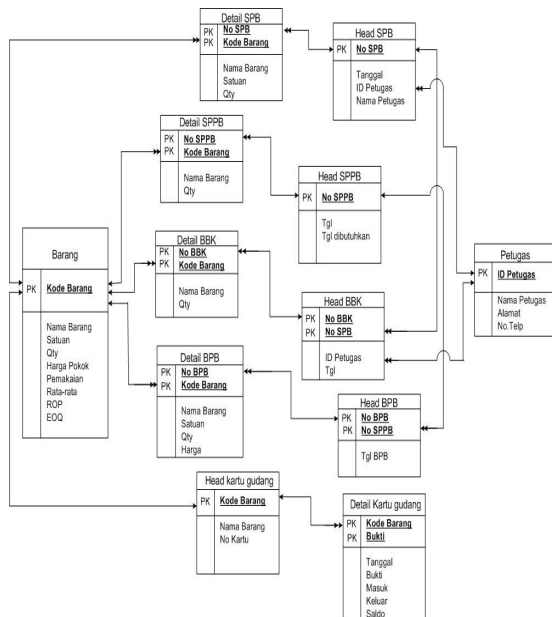 Detail SPB
PK No SPB
PK Kode Barang
Nama Barang
Satuan
Qty
Head SPB
PK No SPB
Tanggal
ID Petugas
Nama Petugas
Detail SPPB
PK No SPPB
PK Kode Barang
Nama Barang
Qty
Head SPPB
PK No SPPB
Tgl
Tgl dibutuhkan
Barang
PK Kode Barang
Nama Barang
Satuan
Qty
Harga Pokok
Pemakaian
Rata-rata
ROP
EOQ
Detail BBK
PK No BBK
PK Kode Barang
Nama Barang
Qty
Petugas
PK ID Petugas
Nama Petugas
Alamat
No.Telp
Head BBK
PK No BBK
PK No SPB
ID Petugas
Tgl
Detail BPB
PK No BPB
PK Kode Barang
Nama Barang
Satuan
Qty
Harga
Head BPB
PK No BPB
PK No SPPB
Tgl BPB
Head kartu gudang
PK Kode Barang
Nama Barang
No Kartu
Detail Kartu gudang
PK Kode Barang
PK Bukti
Tanggal
Bukti
Masuk
Keluar
Saldo